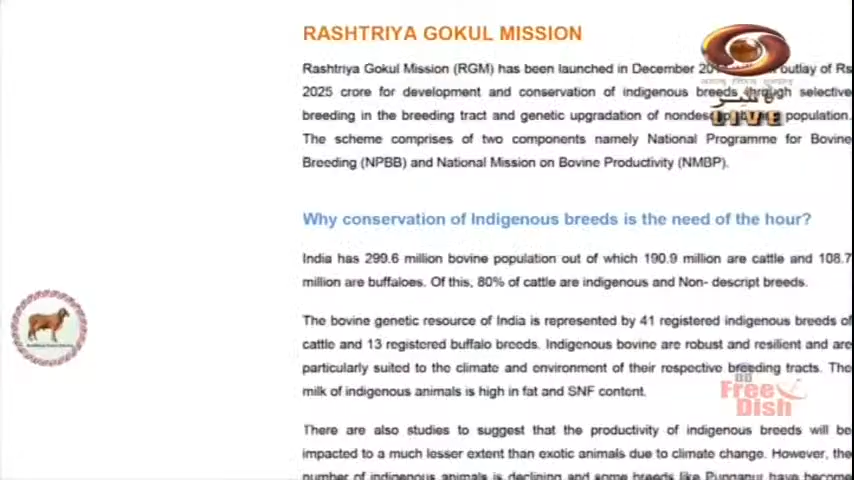 RASHTRIYA GOKUL MISSION
Rashtriya Gokul Mission (RGM) has been launched in December outlay of Rs
2025 crore for development and conservation of indigenous breeds through selective
breeding in the breeding tract and genetic upgradation of population.
The scheme comprises of two components namely National Programme for Bovine
Breeding (NPBB) and National Mission on Bovine Productivity (NMBP).
LIVE
Why conservation of Indigenous breeds is the need of the hour?
India has 299.6 million bovine population out of which 190.9 million are cattle and 108.7
million are buffaloes. Of this, 80% of cattle are indigenous and Non- descript breeds.
The bovine genetic resource of India is represented by 41 registered indigenous breeds of
cattle and 13 registered buffalo breeds. Indigenous bovine are robust and resilient and are
particularly suited to the climate and environment of their respective breeding tracts. The
milk of indigenous animals is high in fat and SNF content.
DD
Free
Dish
There are also studies to suggest that the productivity of indigenous breeds will be
impacted to a much lesser extent than exotic animals due to climate change. However, the
number of indigenous animals is declining and some breeds like Punganur have become